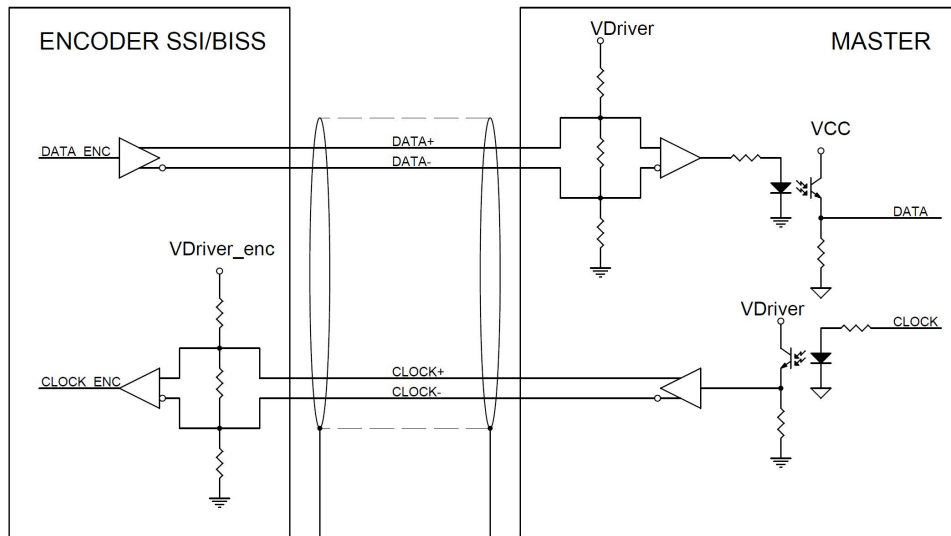 ENCODER SSI/BISS
VDriver
MASTER
VCC
DATA_ENC
DATA+
DATA-
DATA
VDriver_enc
VDriver
CLOCK
CLOCK_ENC
CLOCK+
CLOCK-